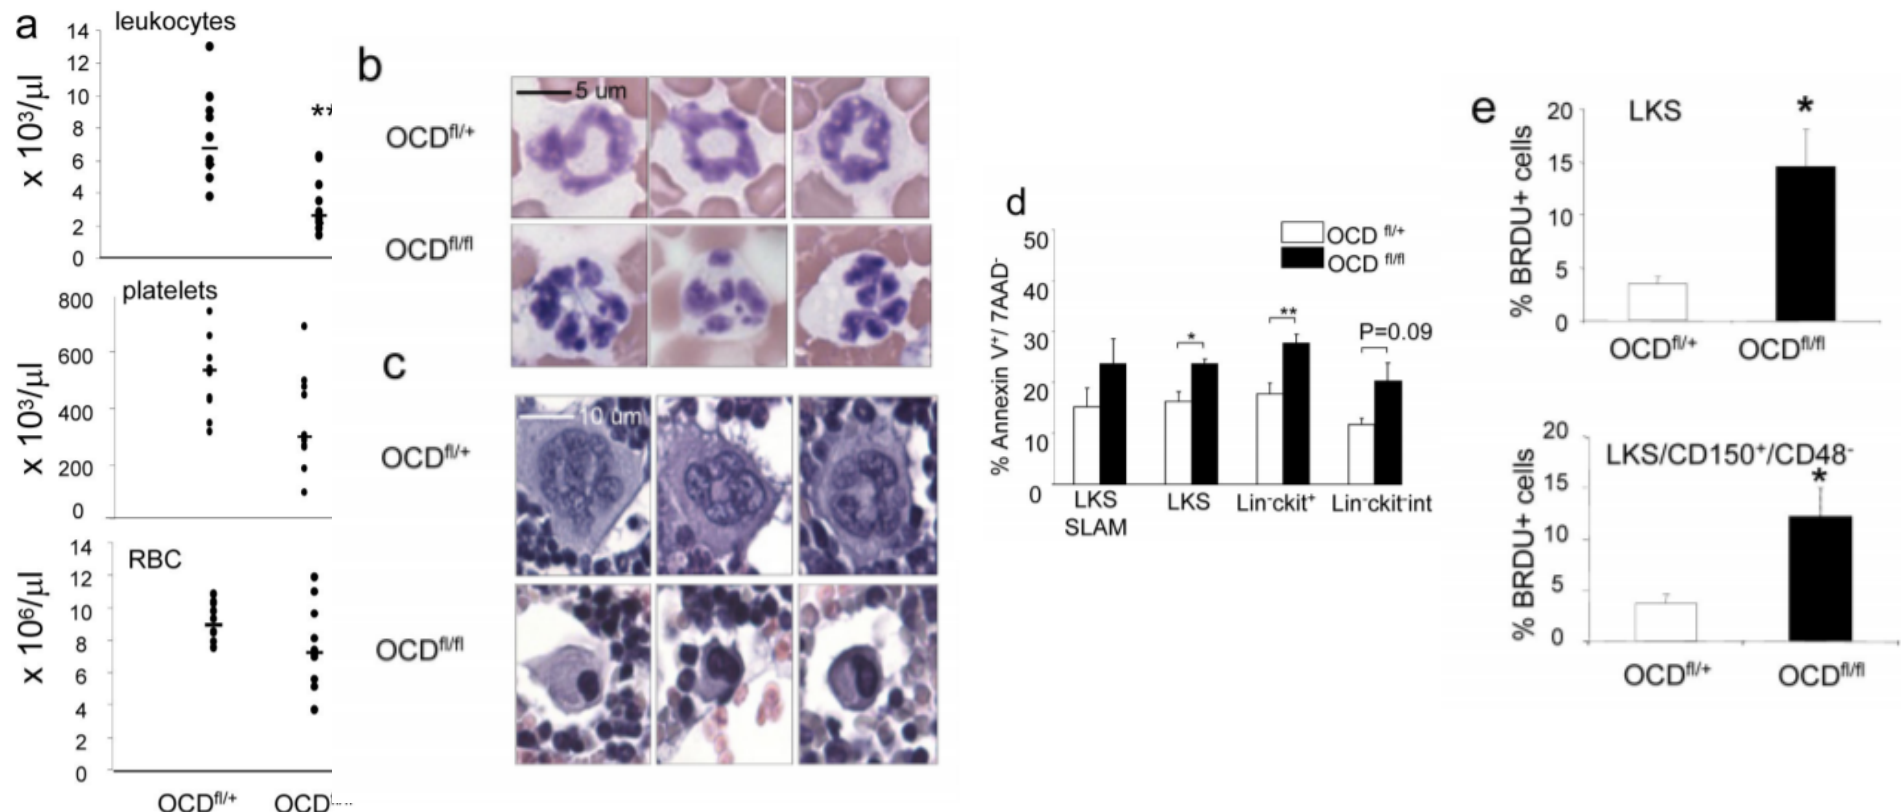 a
leukocytes
14
12
10
8
6
4
2
0
x 10³/µl
**
platelets
800
600
400
200
0
x 10³/µl
RBC
14
12
10
8
6
4
2
0
x 10⁶/µl
OCDfl/+
OCD
b
5 um
OCDfl/+
OCDfl/fl
c
10 um
OCDfl/+
OCDfl/fl
d
OCD fl/+
OCD fl/fl
50
40
30
20
10
0
% Annexin V⁺/ 7AAD⁻
*
**
P=0.09
LKS
SLAM
LKS
Lin⁻ckit⁺
Lin⁻ckit⁻int
e
LKS
*
20
15
10
5
0
% BRDU+ cells
OCDfl/+
OCDfl/fl
LKS/CD150⁺/CD48⁻
*
20
15
10
5
0
% BRDU+ cells
OCDfl/+
OCDfl/fl